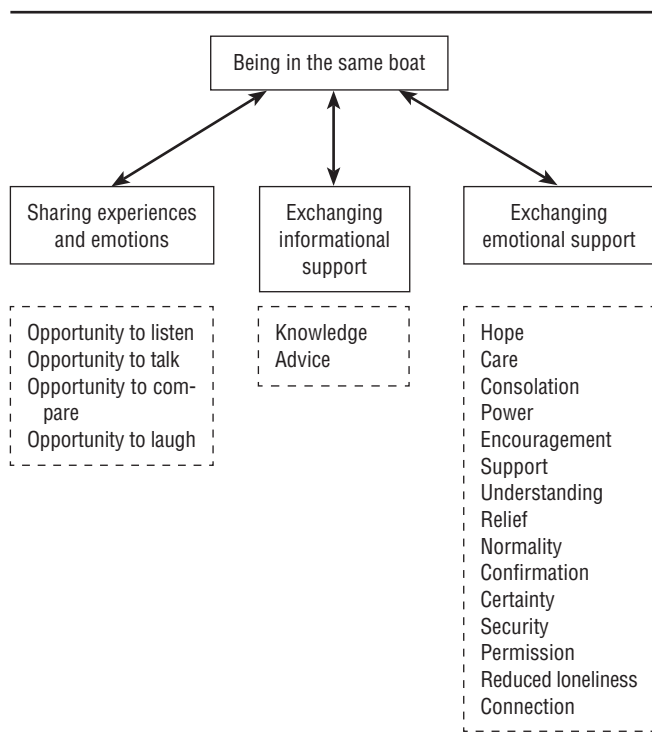 Being in the same boat
Sharing experiences
and emotions
Exchanging
informational
support
Exchanging
emotional support
Opportunity to listen
Opportunity to talk
Opportunity to com-
pare
Opportunity to laugh
Knowledge
Advice
Hope
Care
Consolation
Power
Encouragement
Support
Understanding
Relief
Normality
Confirmation
Certainty
Security
Permission
Reduced loneliness
Connection